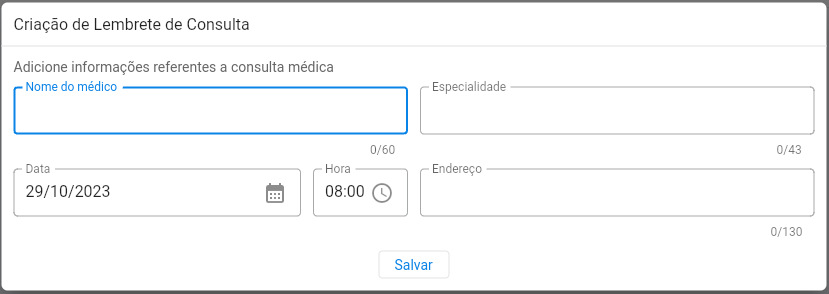 Criação de Lembrete de Consulta
Adicione informações referentes a consulta médica
Nome do médico
Especialidade
0/60
0/43
Data
Hora
Endereço
29/10/2023
08:00
0/130
Salvar